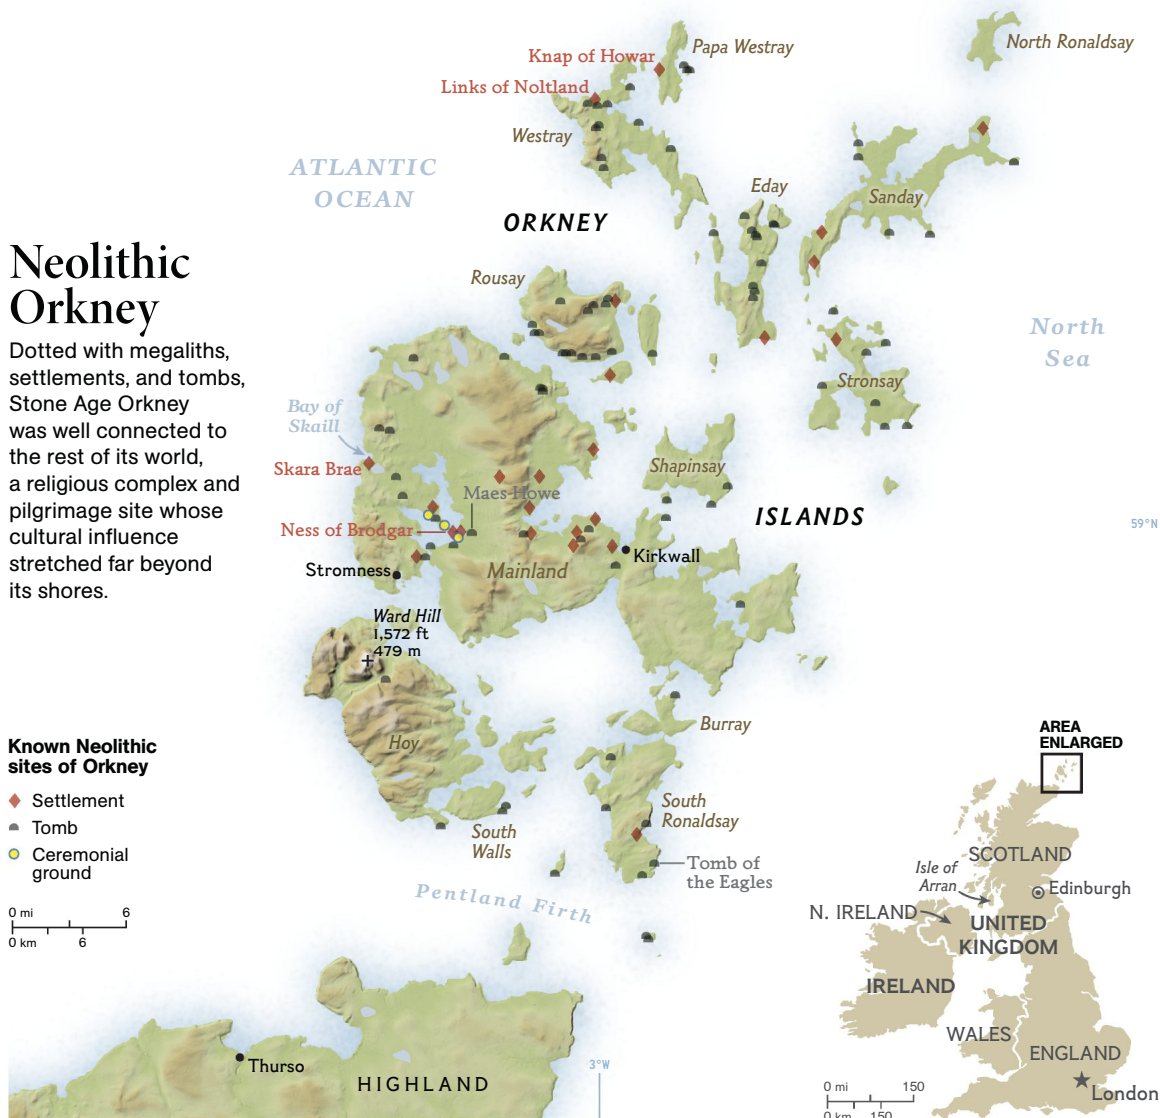 Knap of Howar
Papa Westray
North Ronaldsay
Links of Noltland
Westray
ATLANTIC
OCEAN
Eday
Sanday
ORKNEY
Neolithic
Orkney
Dotted with megaliths,
settlements, and tombs,
Stone Age Orkney
was well connected to
the rest of its world,
a religious complex and
pilgrimage site whose
cultural influence
stretched far beyond
its shores.
Rousay
North
Sea
Stronsay
Bay of
Skaill
Skara Brae
Shapinsay
Maes Howe
ISLANDS
59°N
Ness of Brodgar
Kirkwall
Stromness
Mainland
Ward Hill
1,572 ft
479 m
Burray
Hoy
Known Neolithic
sites of Orkney
Settlement
Tomb
Ceremonial
ground
0 mi 6
0 km 6
South
Ronaldsay
South
Walls
Tomb of
the Eagles
Pentland Firth
Thurso
HIGHLAND
3°W
AREA
ENLARGED
SCOTLAND
Isle of
Arran
Edinburgh
N. IRELAND
UNITED
KINGDOM
IRELAND
WALES
ENGLAND
London
0 mi 150
0 km 150